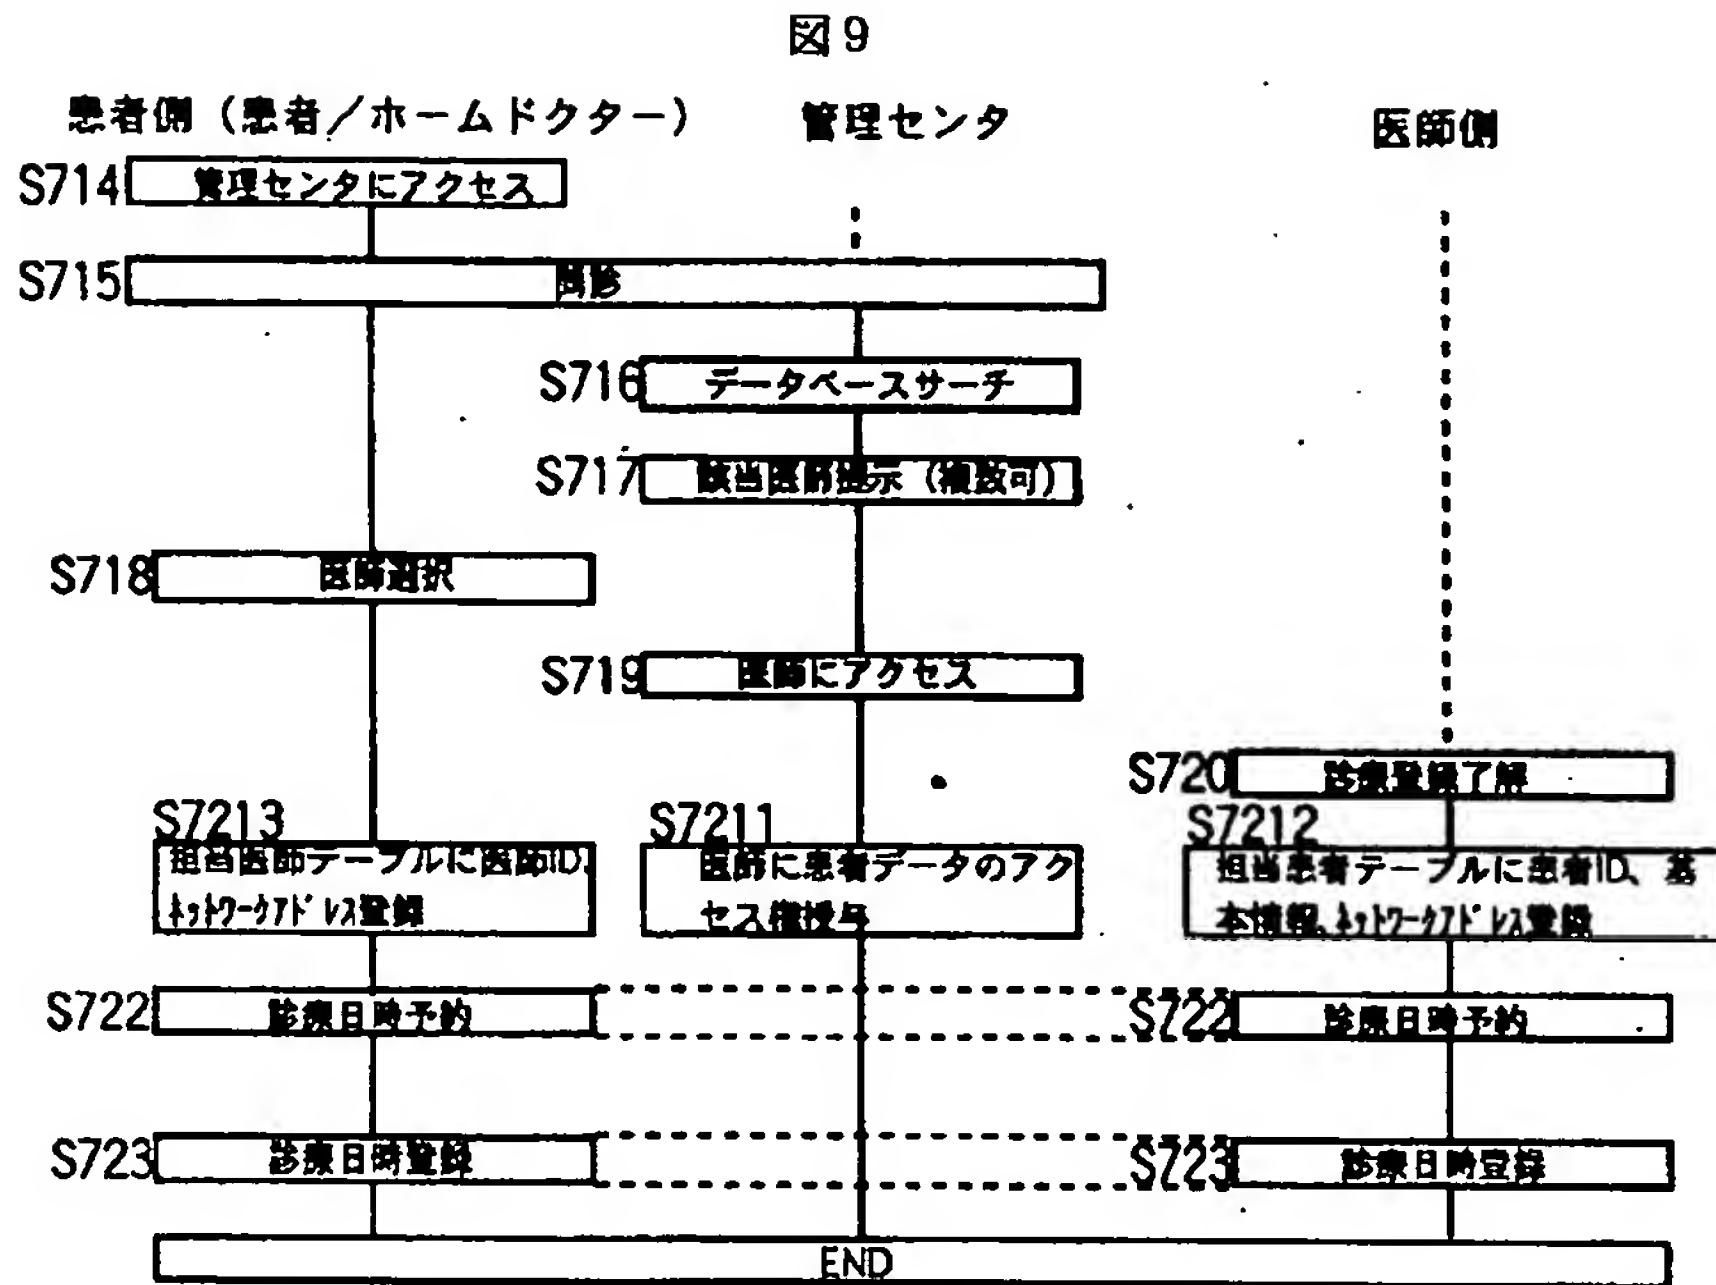 図9
患者側（患者／ホームドクター） 管理センタ 医師側
S714 管理センタにアクセス
S715 問診
S716 データベースサーチ
S717 該当医師提示（複数可）
S718 医師選択
S719 医師にアクセス
S720 診療登録了解
S7213 S7211 S7212
担当医師テーブルに医師ID、
ネットワークアドレス登録
医師に患者データのアク
セス権授与
担当患者テーブルに患者ID、基
本情報、ネットワークアドレス登録
S722 診療日時予約 S722 診療日時予約
S723 診療日時登録 S723 診療日時登録
END